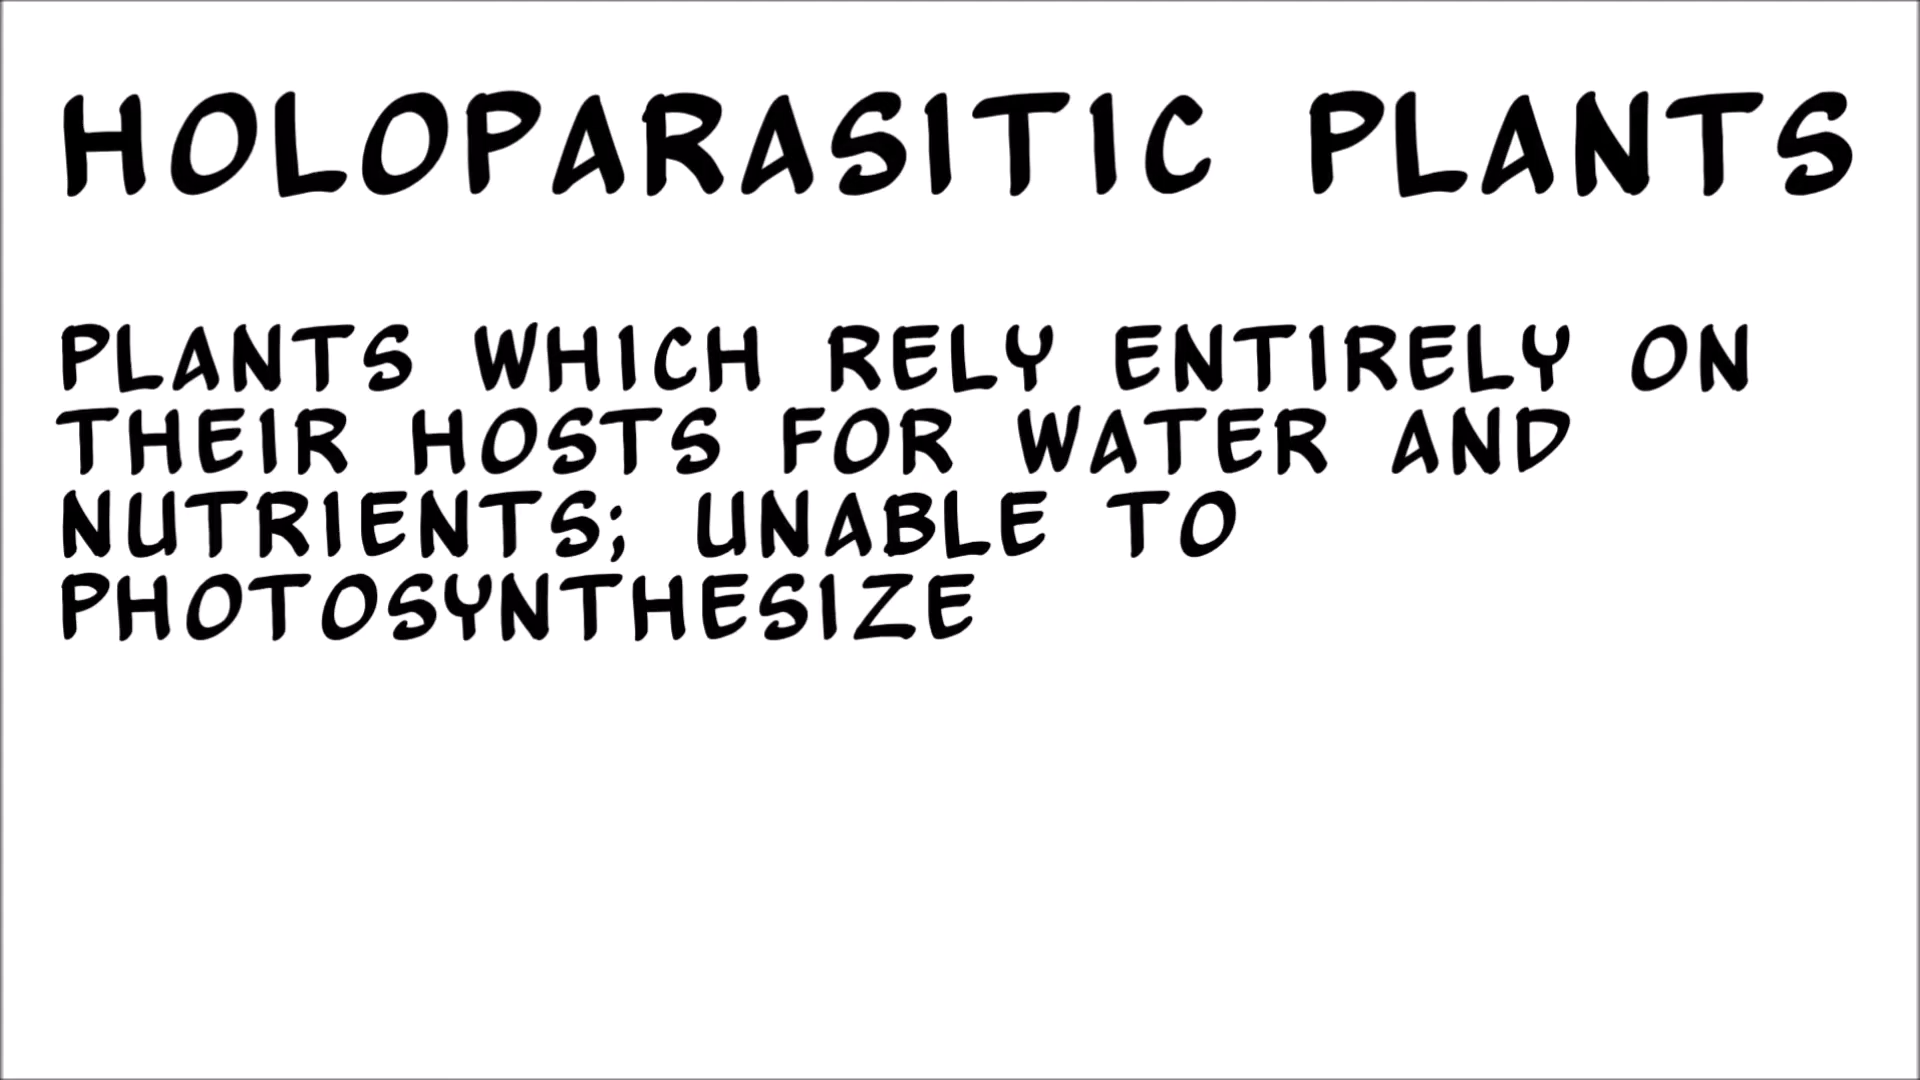 HOLOPARASITIC PLANTS
PLANTS WHICH RELY ENTIRELY ON
THEIR HOSTS FOR WATER AND
NUTRIENTS; UNABLE TO
PHOTOSYNTHESIZE